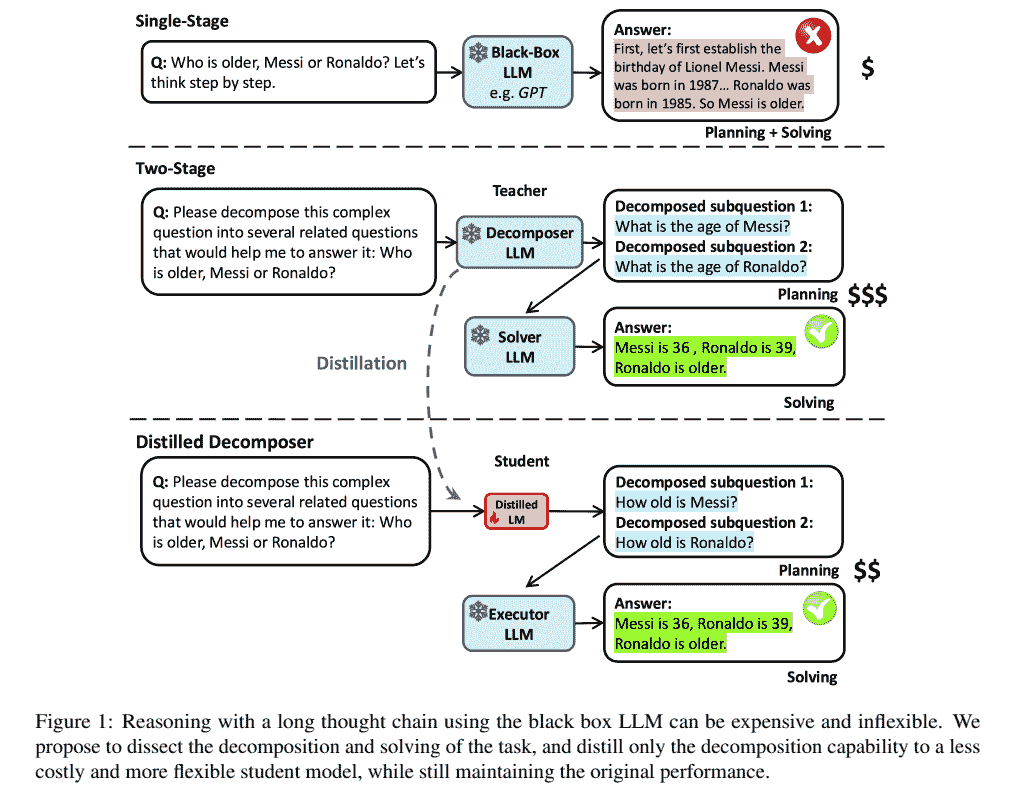 Single-Stage
Q: Who is older, Messi or Ronaldo? Let's
think step by step.
Black-Box
LLM
e.g. GPT
Answer:
First, let's first establish the
birthday of Lionel Messi. Messi
was born in 1987... Ronaldo was
born in 1985. So Messi is older.
$
Planning + Solving
Two-Stage
Q: Please decompose this complex
question into several related questions
that would help me to answer it: Who
is older, Messi or Ronaldo?
Teacher
Decomposer
LLM
Decomposed subquestion 1:
What is the age of Messi?
Decomposed subquestion 2:
What is the age of Ronaldo?
Planning
$$$
Distillation
Solver
LLM
Answer:
Messi is 36 , Ronaldo is 39,
Ronaldo is older.
Solving
Distilled Decomposer
Q: Please decompose this complex
question into several related questions
that would help me to answer it: Who
is older, Messi or Ronaldo?
Student
Distilled
LM
Decomposed subquestion 1:
How old is Messi?
Decomposed subquestion 2:
How old is Ronaldo?
Planning
$$
Executor
LLM
Answer:
Messi is 36, Ronaldo is 39,
Ronaldo is older.
Solving
Figure 1: Reasoning with a long thought chain using the black box LLM can be expensive and inflexible. We
propose to dissect the decomposition and solving of the task, and distill only the decomposition capability to a less
costly and more flexible student model, while still maintaining the original performance.